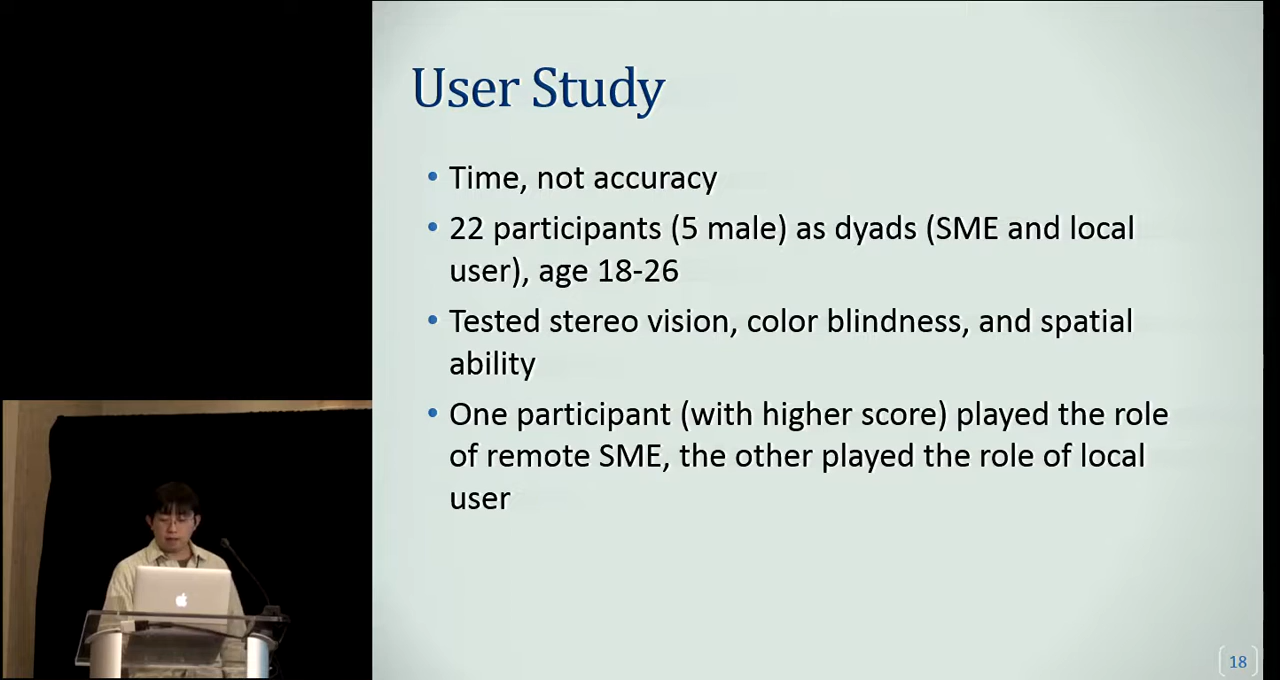 User Study
• Time, not accuracy
• 22 participants (5 male) as dyads (SME and local
user), age 18-26
• Tested stereo vision, color blindness, and spatial
ability
• One participant (with higher score) played the role
of remote SME, the other played the role of local
user
18